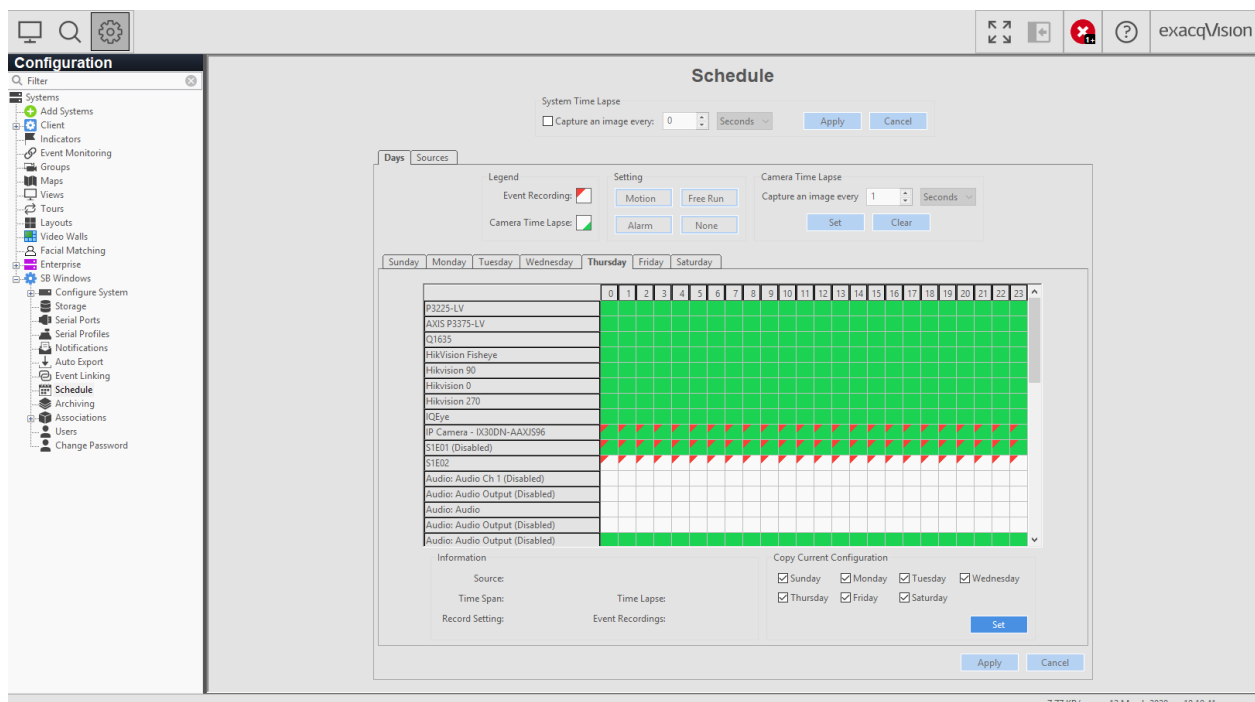 exacqVision
1+
Configuration
Filter
Systems
Add Systems
Client
Indicators
Event Monitoring
Groups
Maps
Views
Tours
Layouts
Video Walls
Facial Matching
Enterprise
SB Windows
Configure System
Storage
Serial Ports
Serial Profiles
Notifications
Auto Export
Event Linking
Schedule
Archiving
Associations
Users
Change Password
Schedule
System Time Lapse
Capture an image every: 0 Seconds Apply Cancel
Days Sources
Legend Setting Camera Time Lapse
Event Recording: Motion Free Run Capture an image every 1 Seconds
Camera Time Lapse: Alarm None Set Clear
Sunday Monday Tuesday Wednesday Thursday Friday Saturday
0 1 2 3 4 5 6 7 8 9 10 11 12 13 14 15 16 17 18 19 20 21 22 23
P3225-LV
AXIS P3375-LV
Q1635
HikVision Fisheye
Hikvision 90
Hikvision 0
Hikvision 270
IQEye
IP Camera - IX30DN-AAXJS96
S1E01 (Disabled)
S1E02
Audio: Audio Ch 1 (Disabled)
Audio: Audio Output (Disabled)
Audio: Audio
Audio: Audio Output (Disabled)
Audio: Audio Output (Disabled)
Information Copy Current Configuration
Source: Sunday Monday Tuesday Wednesday
Time Span: Time Lapse: Thursday Friday Saturday
Record Setting: Event Recordings:
Set
Apply Cancel